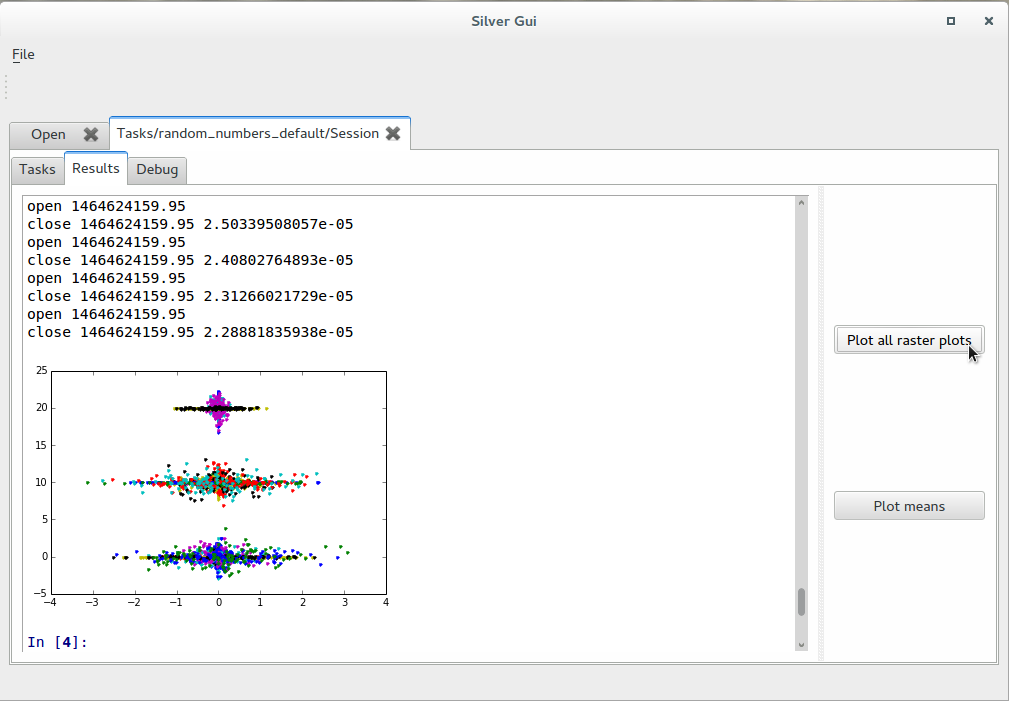 Silver Gui
File
Open
Tasks/random_numbers_default/Session
Tasks
Results
Debug
open 1464624159.95
close 1464624159.95 2.50339508057e-05
open 1464624159.95
close 1464624159.95 2.40802764893e-05
open 1464624159.95
close 1464624159.95 2.31266021729e-05
open 1464624159.95
close 1464624159.95 2.28881835938e-05
25
20
15
10
5
0
−5
−4 −3 −2 −1 0 1 2 3 4
In [4]:
Plot all raster plots
Plot means